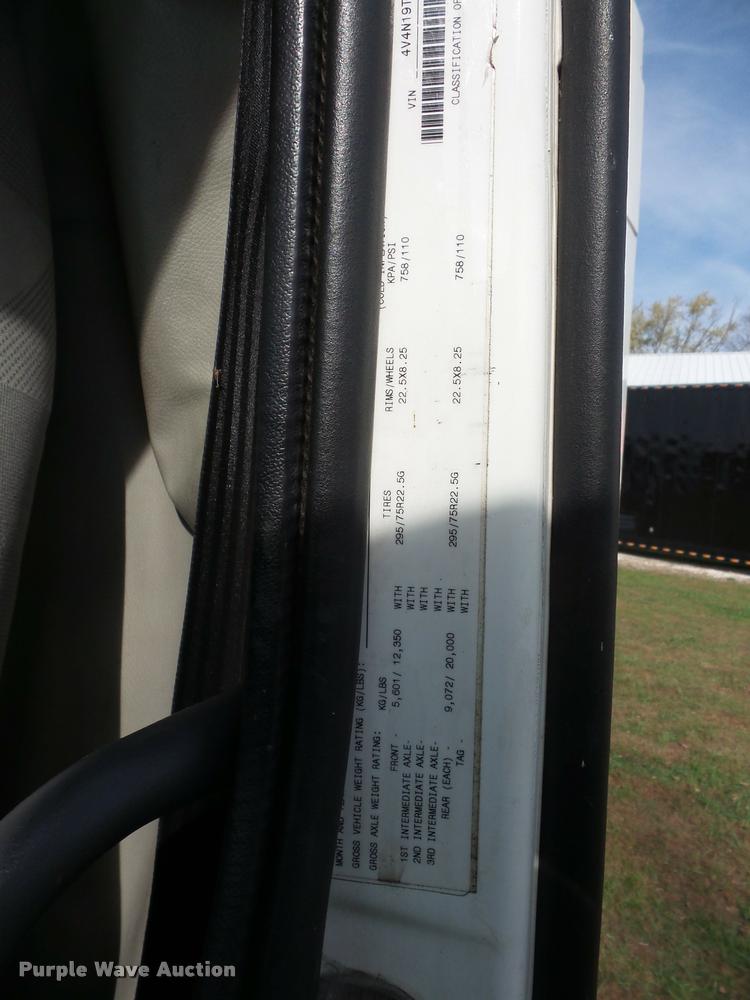 MONTH AND
GROSS VEHICLE WEIGHT RATING (KG/LBS):
GROSS AXLE WEIGHT RATING: KG/LBS TIRES RIMS/WHEELS KPA/PSI
FRONT - 5,601/ 12,350 WITH 295/75R22.5G 22.5X8.25 758/110
1ST INTERMEDIATE AXLE- WITH
2ND INTERMEDIATE AXLE- WITH
3RD INTERMEDIATE AXLE- WITH
REAR (EACH) - 9,072/ 20,000 WITH 295/75R22.5G 22.5X8.25 758/110
TAG - WITH
VIN 4V4N19T
CLASSIFICATION OF
Purple Wave Auction